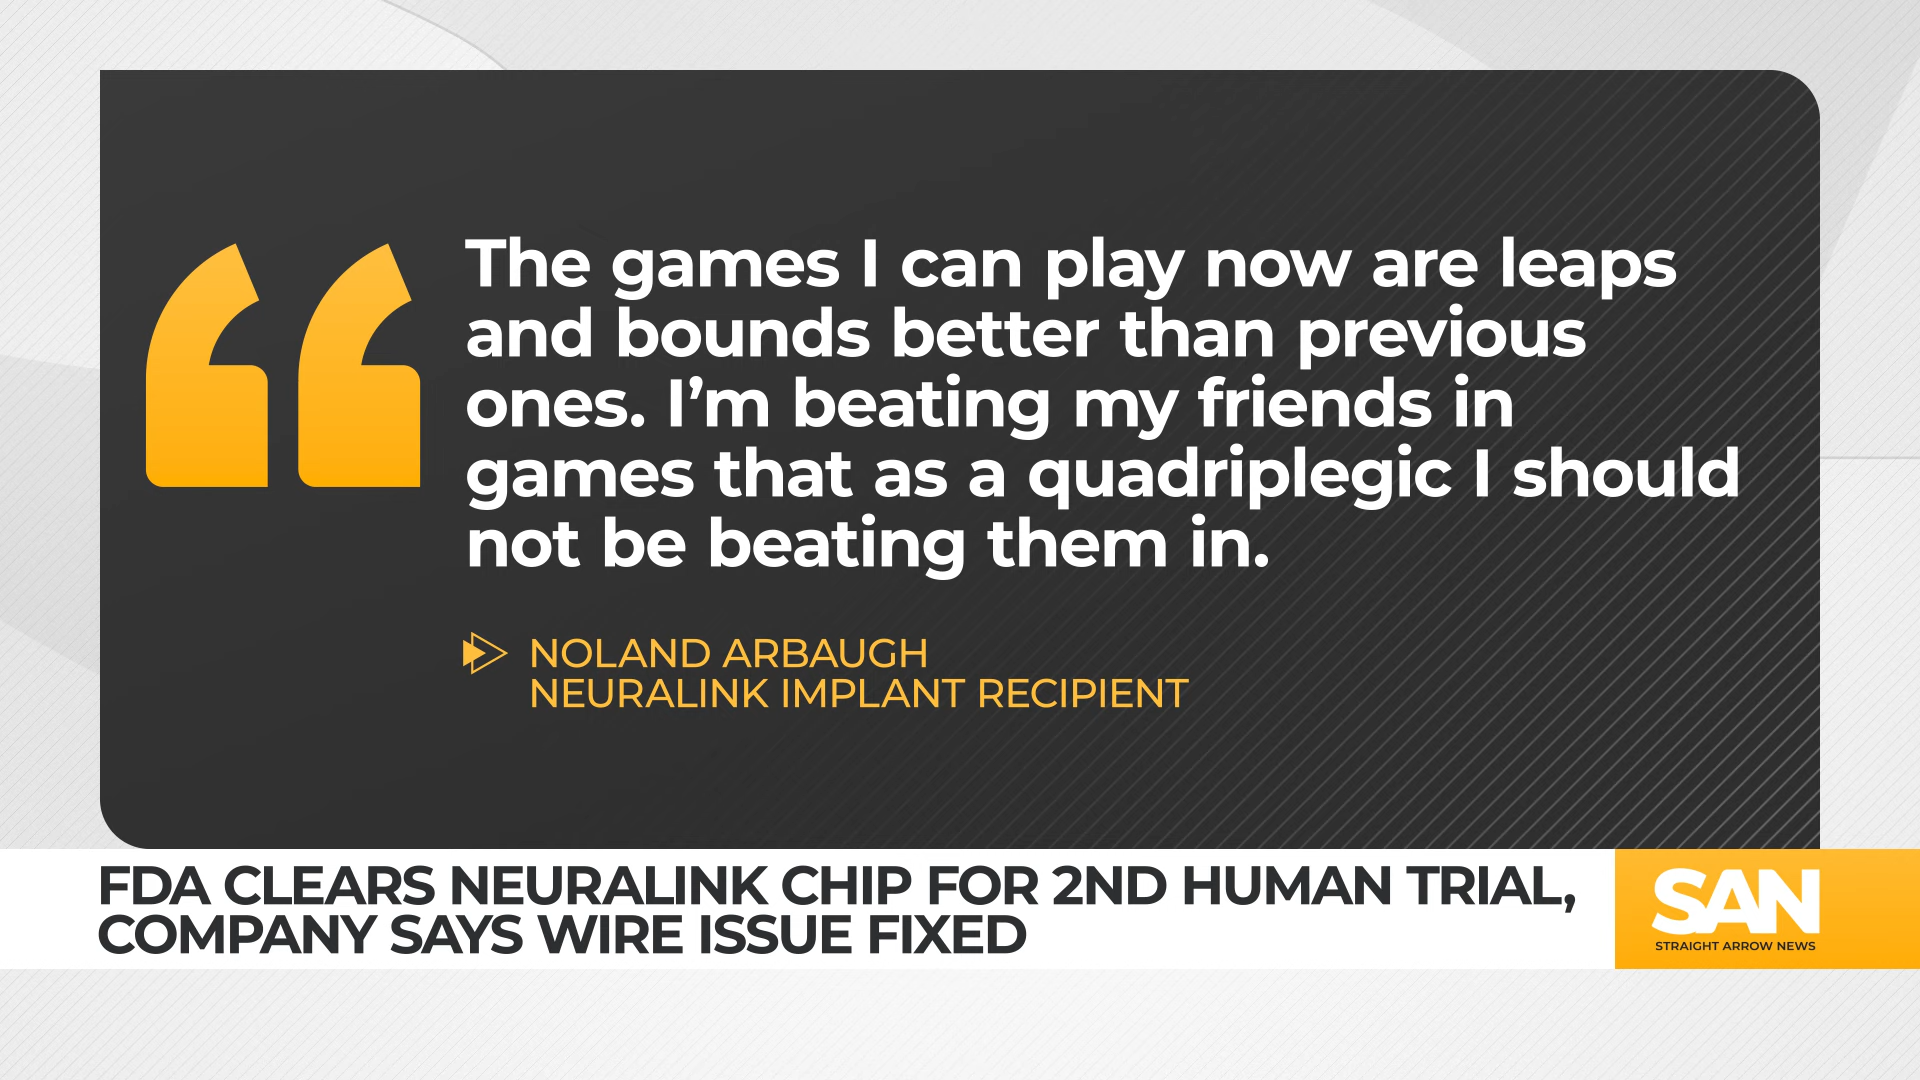 The games I can play now are leaps
and bounds better than previous
ones. I’m beating my friends in
games that as a quadriplegic I should
not be beating them in.
NOLAND ARBAUGH
NEURALINK IMPLANT RECIPIENT
FDA CLEARS NEURALINK CHIP FOR 2ND HUMAN TRIAL,
COMPANY SAYS WIRE ISSUE FIXED
SAN
STRAIGHT ARROW NEWS